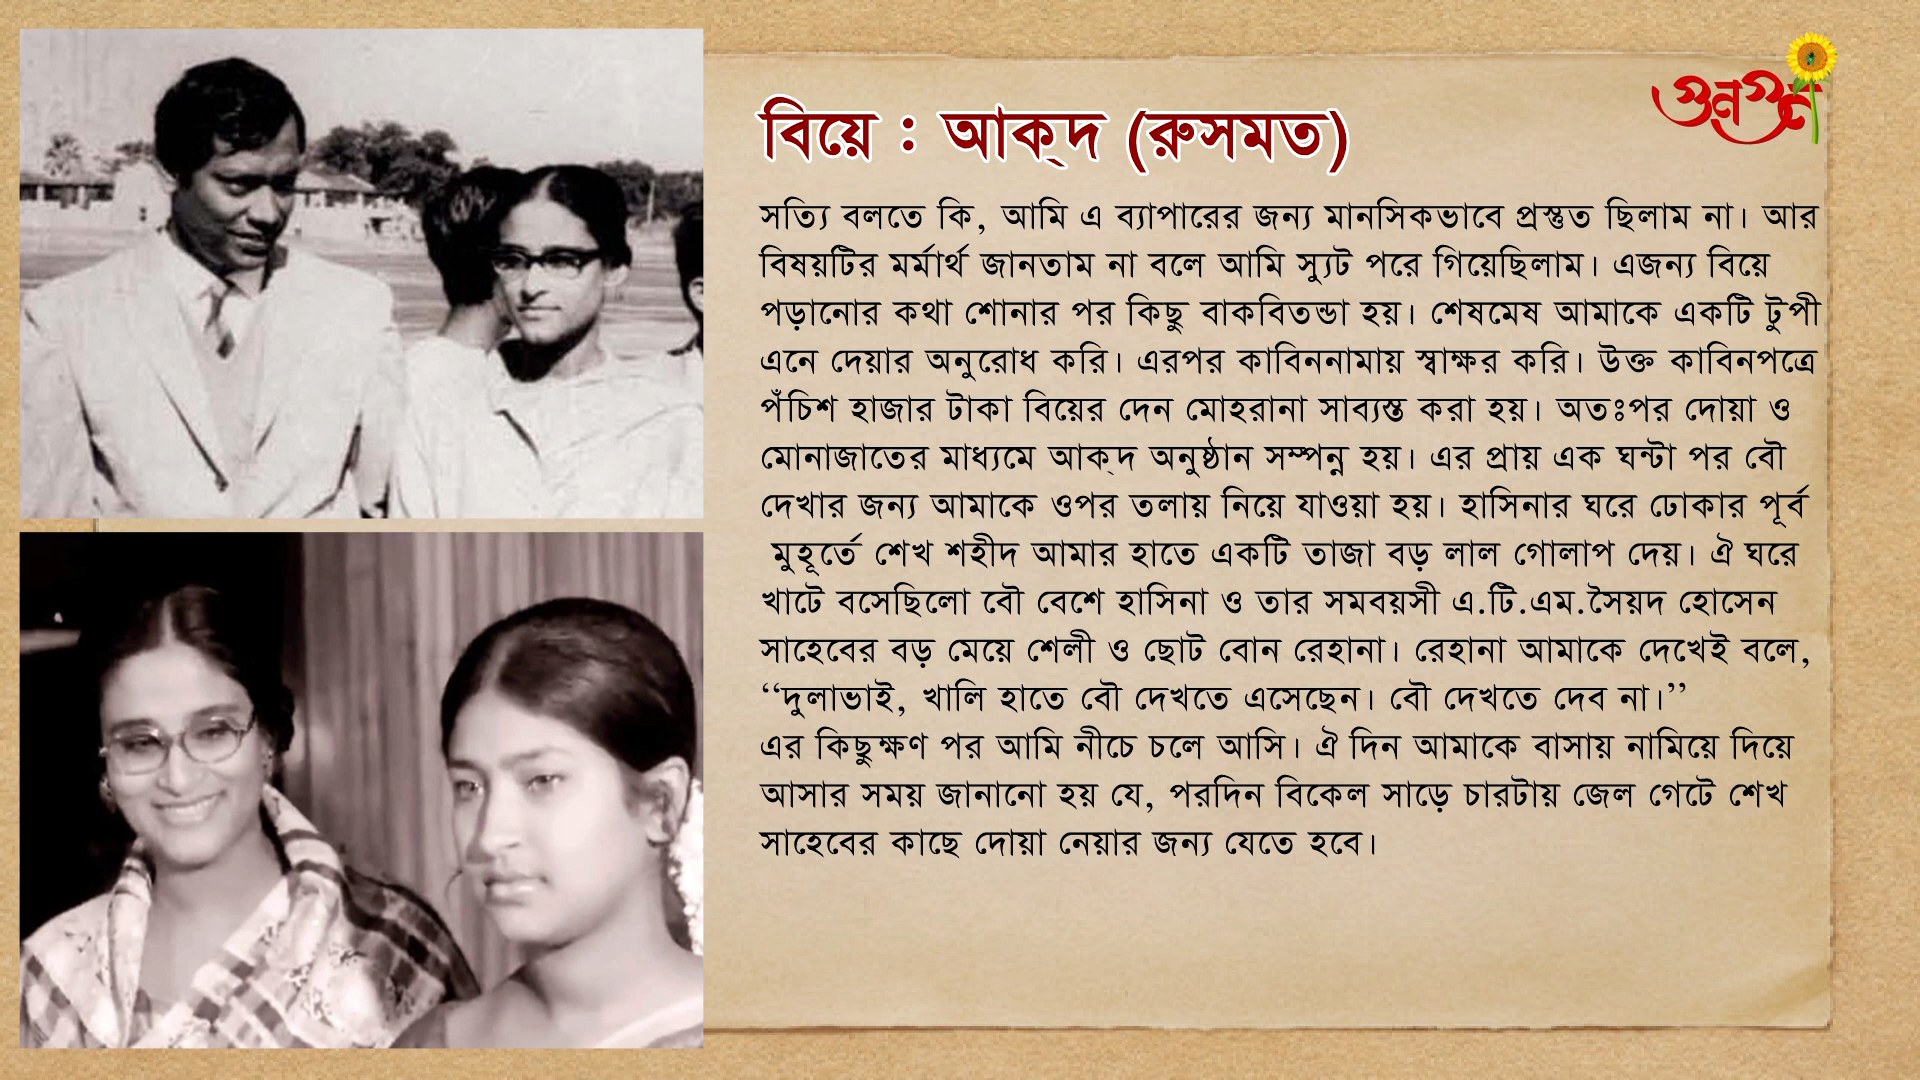 গুনগুন
বিয়ে : আক্‌দ (রুসমত)
সত্যি বলতে কি, আমি এ ব্যাপারের জন্য মানসিকভাবে প্রস্তুত ছিলাম না। আর
বিষয়টির মর্মার্থ জানতাম না বলে আমি স্যুট পরে গিয়েছিলাম। এজন্য বিয়ে
পড়ানোর কথা শোনার পর কিছু বাকবিতন্ডা হয়। শেষমেষ আমাকে একটি টুপী
এনে দেয়ার অনুরোধ করি। এরপর কাবিননামায় স্বাক্ষর করি। উক্ত কাবিনপত্রে
পঁচিশ হাজার টাকা বিয়ের দেন মোহরানা সাব্যস্ত করা হয়। অতঃপর দোয়া ও
মোনাজাতের মাধ্যমে আক্‌দ অনুষ্ঠান সম্পন্ন হয়। এর প্রায় এক ঘন্টা পর বৌ
দেখার জন্য আমাকে ওপর তলায় নিয়ে যাওয়া হয়। হাসিনার ঘরে ঢোকার পূর্ব
মুহূর্তে শেখ শহীদ আমার হাতে একটি তাজা বড় লাল গোলাপ দেয়। ঐ ঘরে
খাটে বসেছিলো বৌ বেশে হাসিনা ও তার সমবয়সী এ.টি.এম.সৈয়দ হোসেন
সাহেবের বড় মেয়ে শেলী ও ছোট বোন রেহানা। রেহানা আমাকে দেখেই বলে,
‘‘দুলাভাই, খালি হাতে বৌ দেখতে এসেছেন। বৌ দেখতে দেব না।’’
এর কিছুক্ষণ পর আমি নীচে চলে আসি। ঐ দিন আমাকে বাসায় নামিয়ে দিয়ে
আসার সময় জানানো হয় যে, পরদিন বিকেল সাড়ে চারটায় জেল গেটে শেখ
সাহেবের কাছে দোয়া নেয়ার জন্য যেতে হবে।